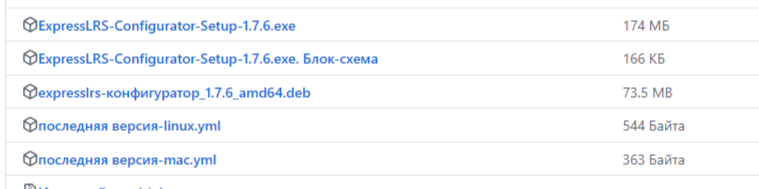 ExpressLRS-Configurator-Setup-1.7.6.exe 174 МБ
ExpressLRS-Configurator-Setup-1.7.6.exe. Блок-схема 166 КБ
expresslrs-конфигуратор_1.7.6_amd64.deb 73.5 MB
последняя версия-linux.yml 544 Байта
последняя версия-mac.yml 363 Байта